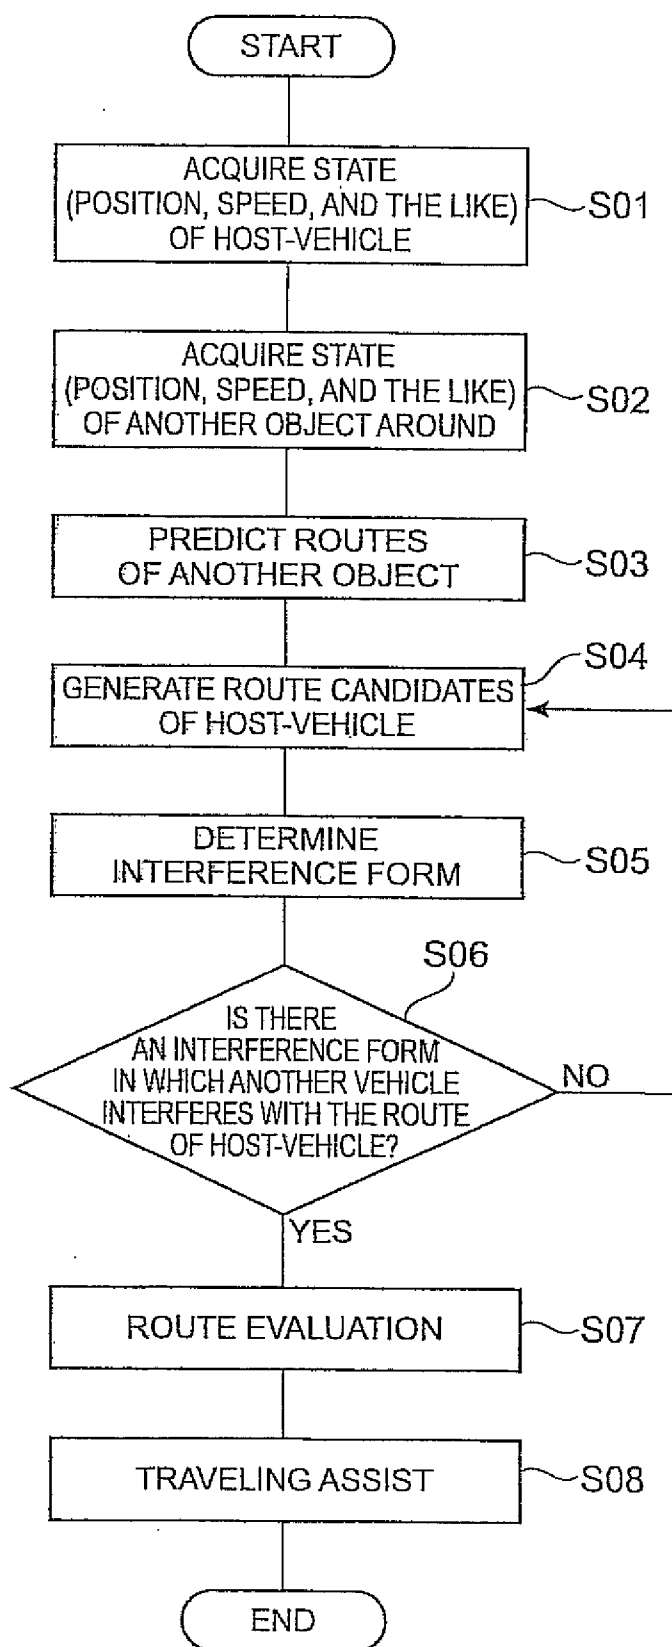 START
ACQUIRE STATE
(POSITION, SPEED, AND THE LIKE)
OF HOST-VEHICLE
S01
ACQUIRE STATE
(POSITION, SPEED, AND THE LIKE)
OF ANOTHER OBJECT AROUND
S02
PREDICT ROUTES
OF ANOTHER OBJECT
S03
S04
GENERATE ROUTE CANDIDATES
OF HOST-VEHICLE
DETERMINE
INTERFERENCE FORM
S05
S06
IS THERE
AN INTERFERENCE FORM
IN WHICH ANOTHER VEHICLE
INTERFERES WITH THE ROUTE
OF HOST-VEHICLE?
NO
YES
ROUTE EVALUATION
S07
TRAVELING ASSIST
S08
END